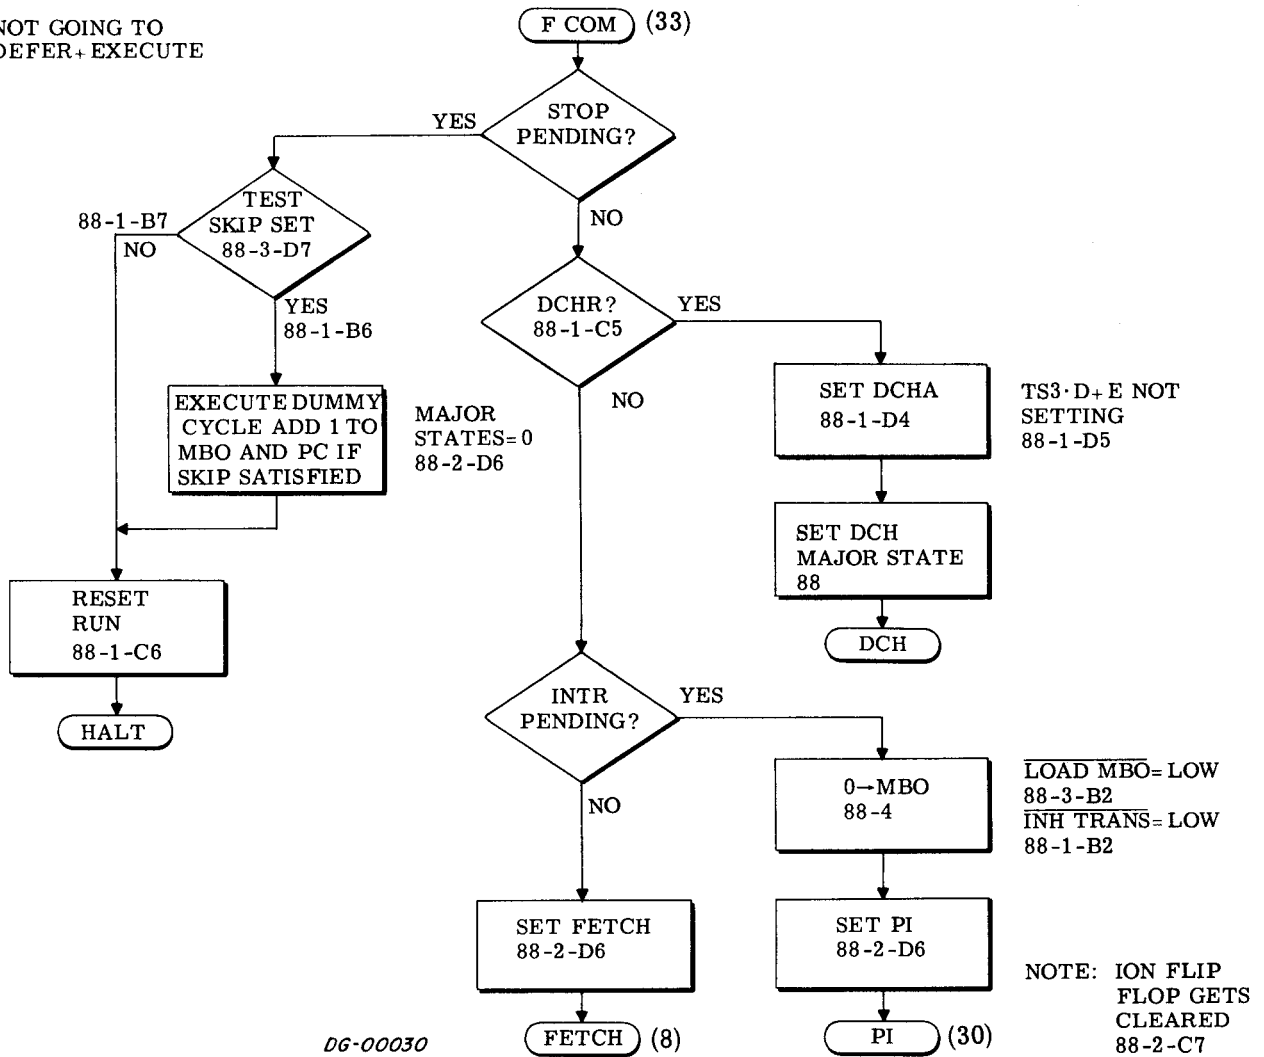 NOT GOING TO
DEFER+EXECUTE
F COM (33)
STOP
PENDING?
YES
NO
TEST
SKIP SET
88-3-D7
88-1-B7
NO
YES
88-1-B6
EXECUTE DUMMY
CYCLE ADD 1 TO
MBO AND PC IF
SKIP SATISFIED
MAJOR
STATES=0
88-2-D6
RESET
RUN
88-1-C6
HALT
DCHR?
88-1-C5
YES
NO
SET DCHA
88-1-D4
TS3·D+E NOT
SETTING
88-1-D5
SET DCH
MAJOR STATE
88
DCH
INTR
PENDING?
YES
NO
0→MBO
88-4
LOAD MBO=LOW
88-3-B2
INH TRANS=LOW
88-1-B2
SET FETCH
88-2-D6
SET PI
88-2-D6
NOTE: ION FLIP
FLOP GETS
CLEARED
88-2-C7
DG-00030
FETCH (8)
PI (30)